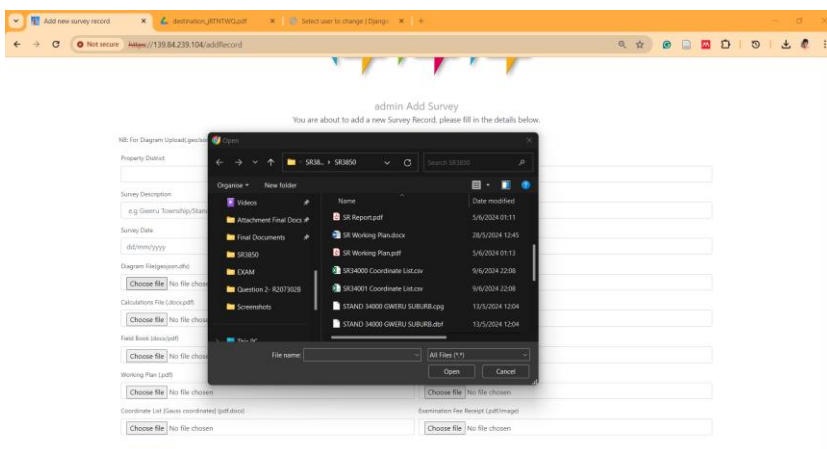 Add new survey record
destination_jRTNTWQ.pdf
Select user to change | Django
Not secure https://139.84.239.104/addRecord
admin Add Survey
You are about to add a new Survey Record, please fill in the details below.
NB: For Diagram Upload(.geoJso
Property District
Survey Description
e.g Gweru Township/Stan
Survey Date
dd/mm/yyyy
Diagram File(geojson,dfx)
Choose file No file chose
Calculations File (.docx,pdf)
Choose file No file chose
Field Book (docx/pdf)
Choose file No file chose
Working Plan (.pdf)
Choose file No file chosen
Choose file No file chosen
Coordinate List (Gauss coordinates) (pdf.docx)
Examination Fee Receipt (.pdf/image)
Choose file No file chosen
Choose file No file chosen
Open
SR38... › SR3850
Search SR3850
Organise
New folder
Name
Date modified
Videos
Attachment Final Docs
Final Documents
SR3850
EXAM
Question 2- R207302B
Screenshots
This PC
SR Report.pdf 5/6/2024 01:11
SR Working Plan.docx 28/5/2024 12:45
SR Working Plan.pdf 5/6/2024 01:13
SR34000 Coordinate List.csv 9/6/2024 22:08
SR34001 Coordinate List.csv 9/6/2024 22:08
STAND 34000 GWERU SUBURB.cpg 13/5/2024 12:04
STAND 34000 GWERU SUBURB.dbf 13/5/2024 12:04
File name:
All Files (*.*)
Open
Cancel